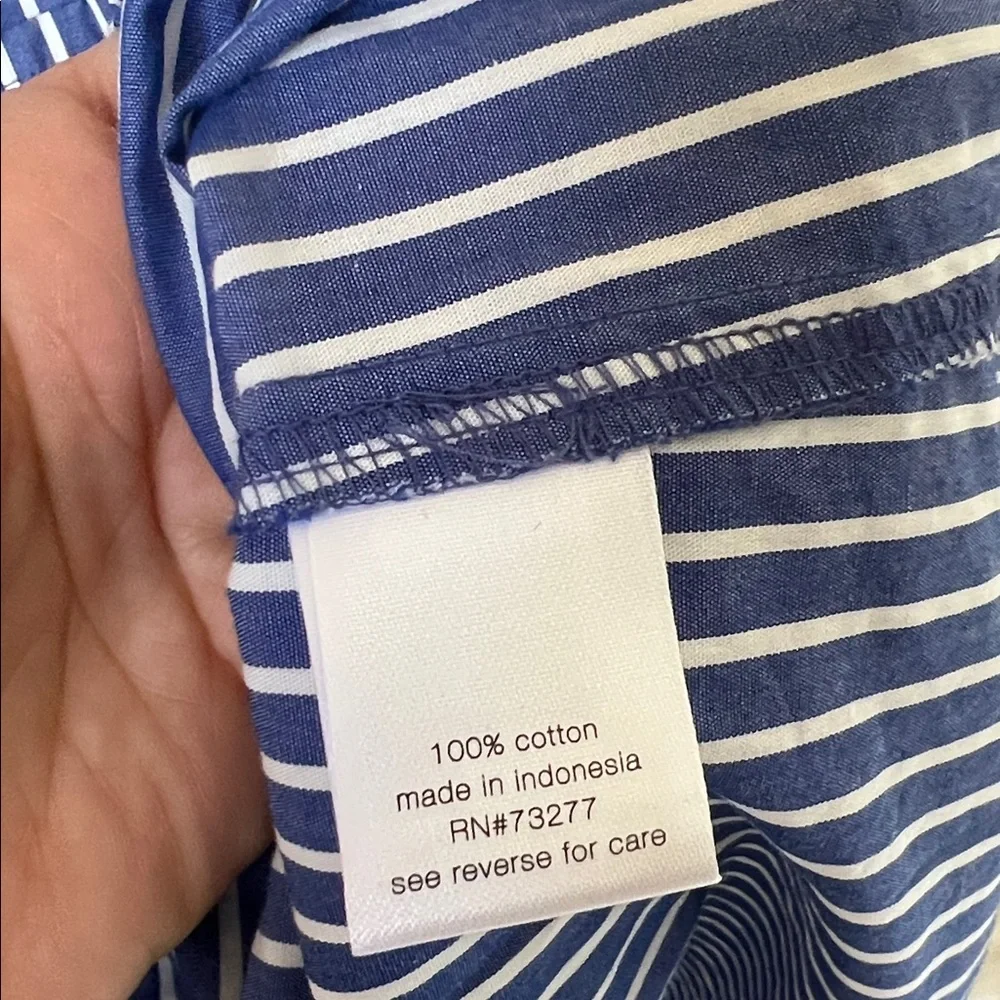 100% cotton
made in indonesia
RN#73277
see reverse for care